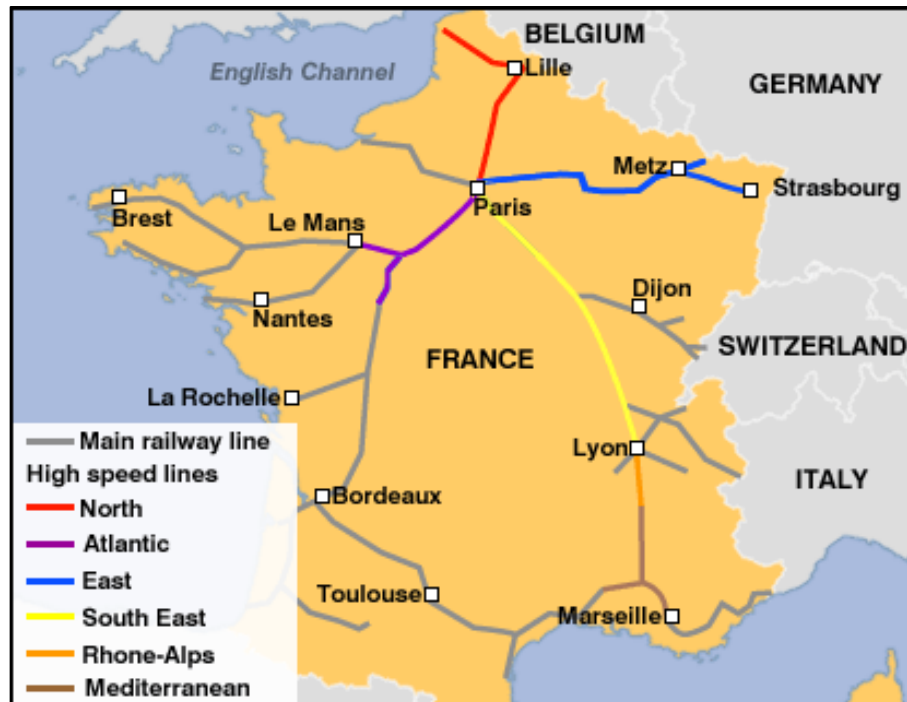 BELGIUM
English Channel
Lille
GERMANY
Metz
Strasbourg
Paris
Brest
Le Mans
Dijon
Nantes
SWITZERLAND
FRANCE
La Rochelle
Main railway line
High speed lines
Lyon
ITALY
North
Bordeaux
Atlantic
East
Toulouse
South East
Marseille
Rhone-Alps
Mediterranean